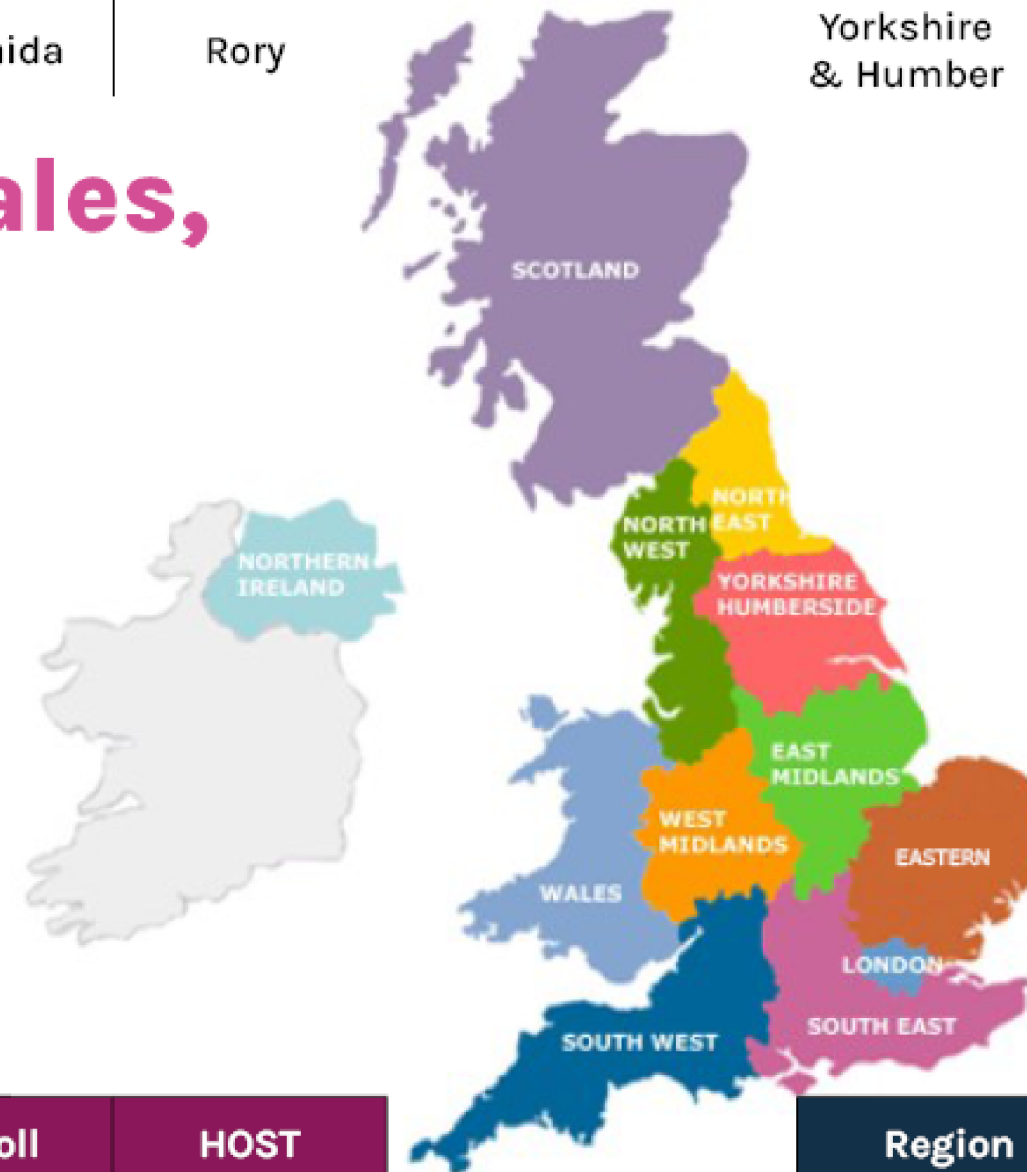 Rory
Yorkshire
& Humber
SCOTLAND
NORTH
EAST
NORTH
WEST
NORTHERN
IRELAND
YORKSHIRE
HUMBERSIDE
EAST
MIDLANDS
WEST
MIDLANDS
EASTERN
WALES
LONDON
SOUTH EAST
SOUTH WEST
HOST
Region